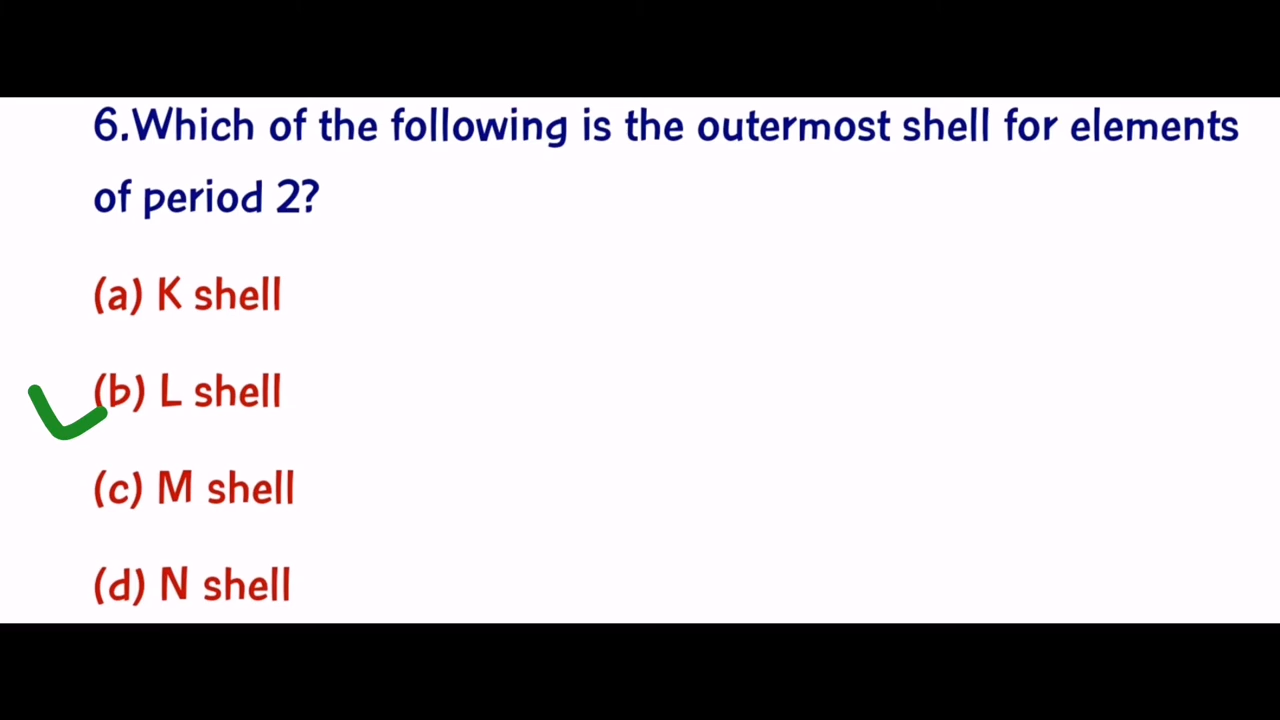 6.Which of the following is the outermost shell for elements
of period 2?
(a) K shell
(b) L shell
(c) M shell
(d) N shell